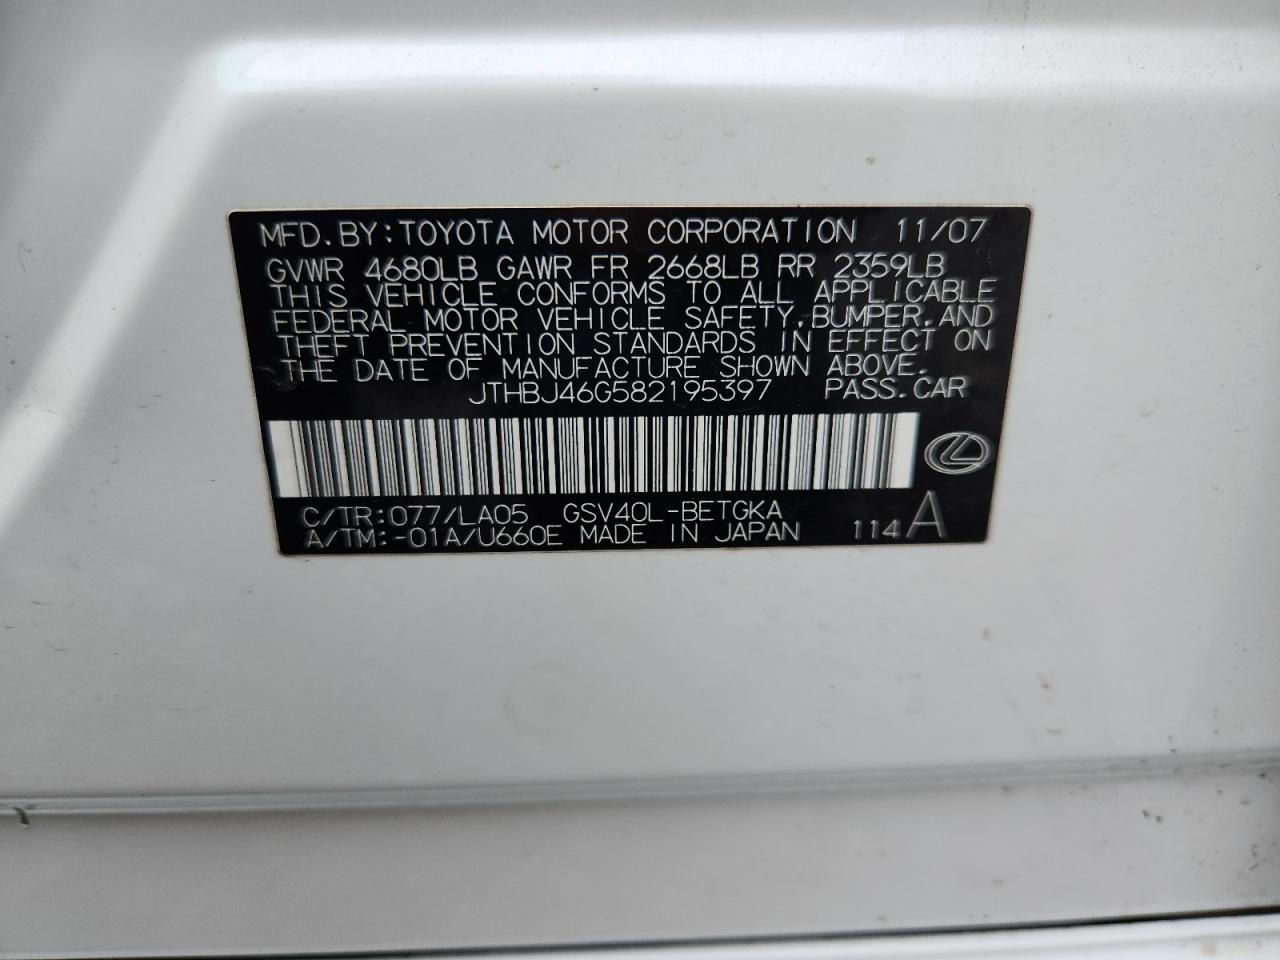 MFD.BY:TOYOTA MOTOR CORPORATION 11/07
GVWR 4680LB GAWR FR 2668LB RR 2359LB
THIS VEHICLE CONFORMS TO ALL APPLICABLE
FEDERAL MOTOR VEHICLE SAFETY,BUMPER,AND
THEFT PREVENTION STANDARDS IN EFFECT ON
THE DATE OF MANUFACTURE SHOWN ABOVE.
JTHBJ46G582195397 PASS.CAR
C/TR:077/LA05 GSV40L-BETGKA
A/TM:-01A/U660E MADE IN JAPAN 114 A